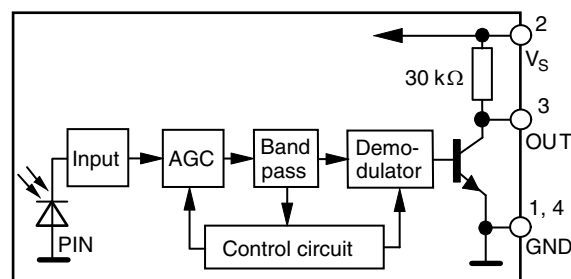 2
V_S
30 kΩ
3
OUT
Input
AGC
Band
pass
Demo-
dulator
1, 4
GND
PIN
Control circuit